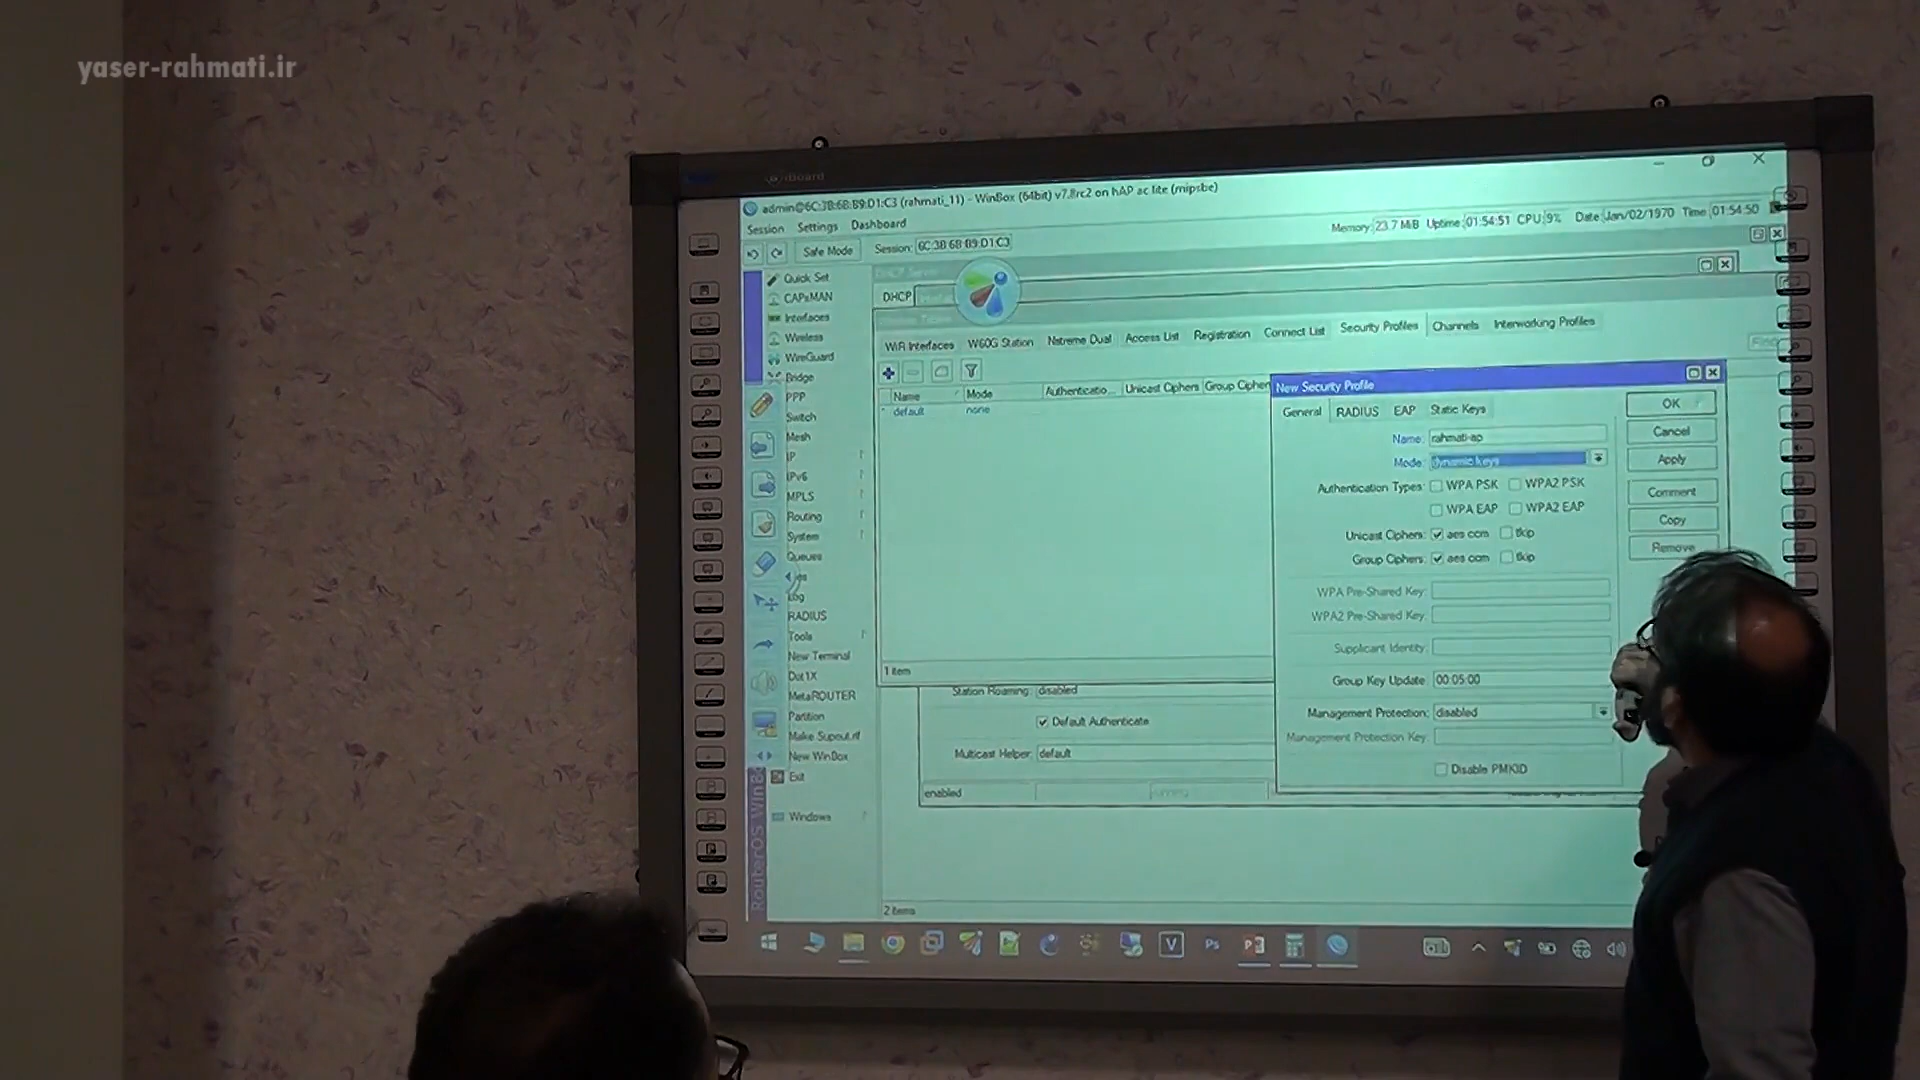 yaser-rahmati.ir
admin@6C:3B:6B:B9:D1:C3 (rahmati_11) - WinBox (64bit) v7.8rc2 on hAP ac lite (mipsbe)
Session Settings Dashboard
Memory: 23.7 MiB Uptime: 01:54:51 CPU: 9% Date: Jan/02/1970 Time: 01:54:50
Safe Mode Session: 6C:3B:6B:B9:D1:C3
Quick Set
CAPsMAN
Interfaces
Wireless
WireGuard
Bridge
PPP
Switch
Mesh
IP
IPv6
MPLS
Routing
System
Queues
Log
RADIUS
Tools
New Terminal
Dot1X
MetaROUTER
Partition
Make Supout.rif
New WinBox
Exit
Windows
DHCP
WiFi Interfaces W60G Station Nstreme Dual Access List Registration Connect List Security Profiles Channels Interworking Profiles
Find
Name Mode Authenticatio... Unicast Ciphers Group Ciphers
default none
1 item
Station Roaming: disabled
Default Authenticate
Multicast Helper: default
enabled running
2 items
New Security Profile
General RADIUS EAP Static Keys
Name: rahmati-ap
Mode: dynamic keys
Authentication Types: WPA PSK WPA2 PSK
WPA EAP WPA2 EAP
Unicast Ciphers: aes ccm tkip
Group Ciphers: aes ccm tkip
WPA Pre-Shared Key:
WPA2 Pre-Shared Key:
Supplicant Identity:
Group Key Update: 00:05:00
Management Protection: disabled
Management Protection Key:
Disable PMKID
OK
Cancel
Apply
Comment
Copy
Remove